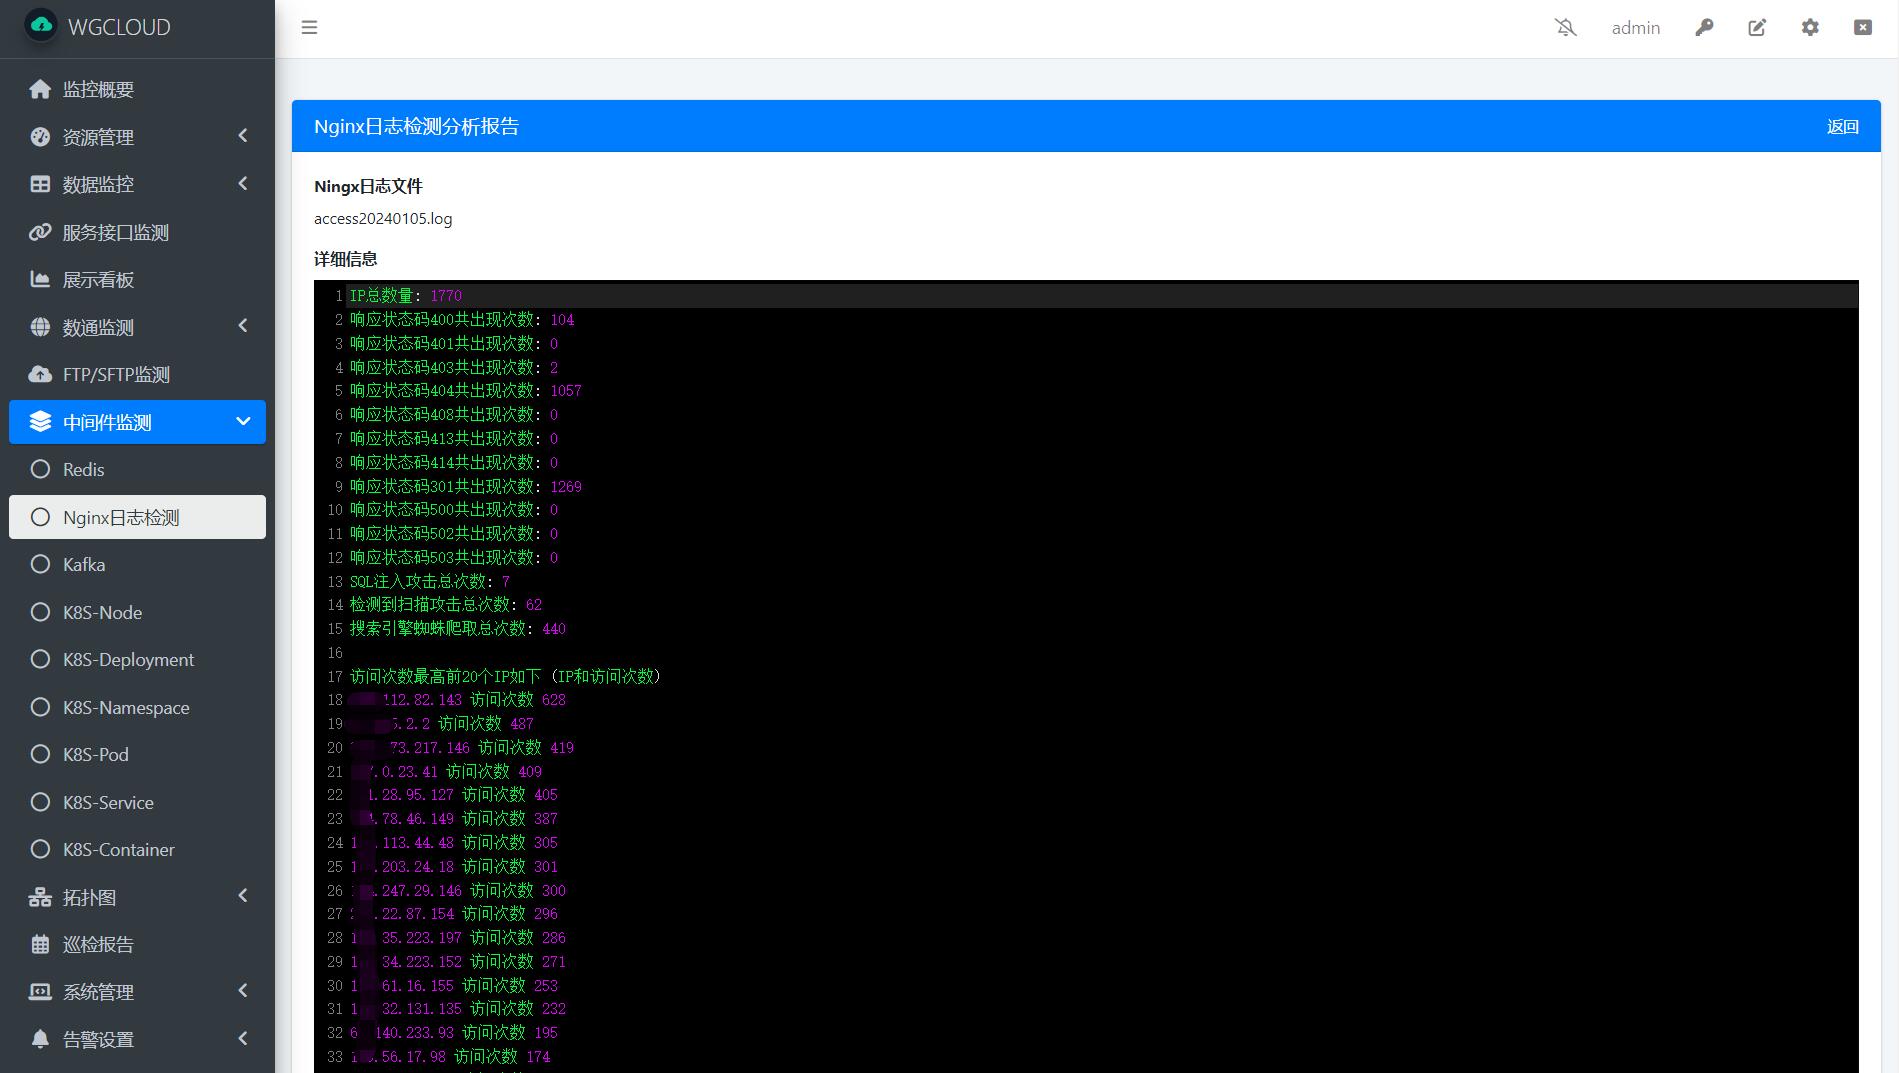 WGCLOUD
admin
监控概要
资源管理
数据监控
服务接口监测
展示看板
数通监测
FTP/SFTP监测
中间件监测
Redis
Nginx日志检测
Kafka
K8S-Node
K8S-Deployment
K8S-Namespace
K8S-Pod
K8S-Service
K8S-Container
拓扑图
巡检报告
系统管理
告警设置
Nginx日志检测分析报告 返回
Ningx日志文件
access20240105.log
详细信息
1 IP总数量: 1770
2 响应状态码400共出现次数: 104
3 响应状态码401共出现次数: 0
4 响应状态码403共出现次数: 2
5 响应状态码404共出现次数: 1057
6 响应状态码408共出现次数: 0
7 响应状态码413共出现次数: 0
8 响应状态码414共出现次数: 0
9 响应状态码301共出现次数: 1269
10 响应状态码500共出现次数: 0
11 响应状态码502共出现次数: 0
12 响应状态码503共出现次数: 0
13 SQL注入攻击总次数: 7
14 检测到扫描攻击总次数: 62
15 搜索引擎蜘蛛爬取总次数: 440
16
17 访问次数最高前20个IP如下（IP和访问次数）
18 112.82.143 访问次数 628
19 5.2.2 访问次数 487
20 73.217.146 访问次数 419
21 .0.23.41 访问次数 409
22 .28.95.127 访问次数 405
23 .78.46.149 访问次数 387
24 .113.44.48 访问次数 305
25 .203.24.18 访问次数 301
26 .247.29.146 访问次数 300
27 .22.87.154 访问次数 296
28 35.223.197 访问次数 286
29 34.223.152 访问次数 271
30 61.16.155 访问次数 253
31 32.131.135 访问次数 232
32 140.233.93 访问次数 195
33 .56.17.98 访问次数 174